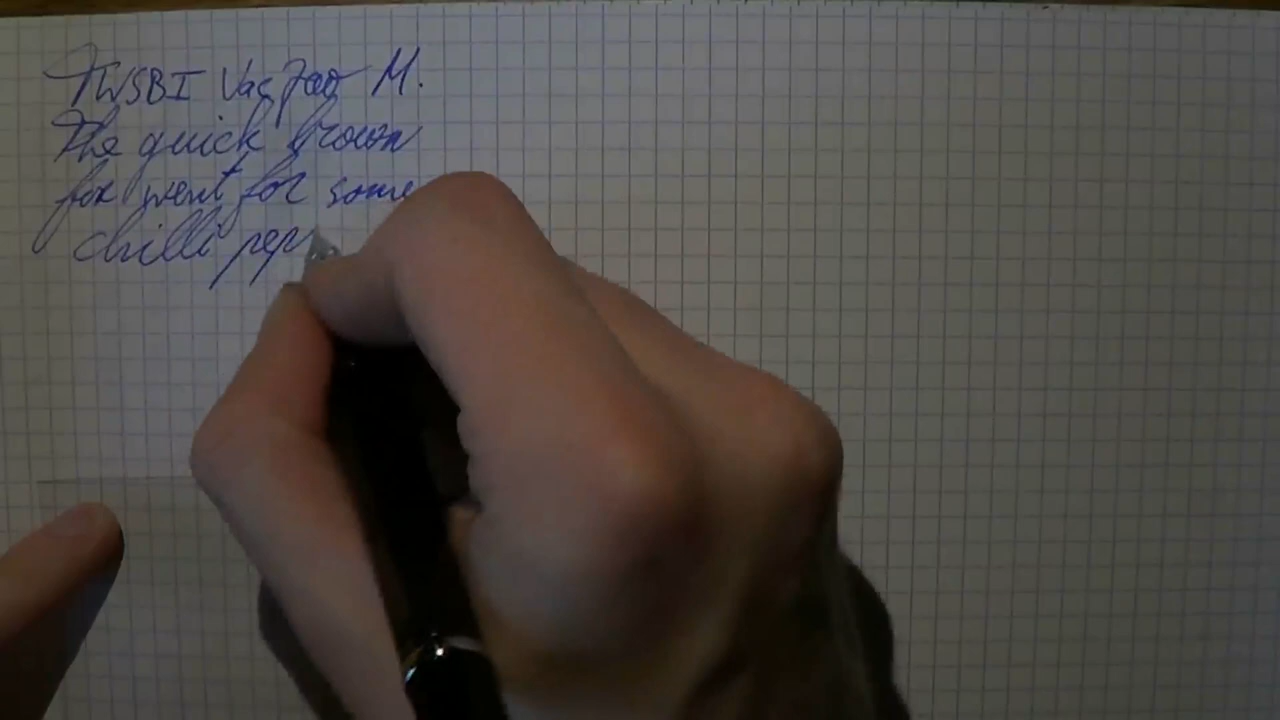 TWSBI Vac 700 M.
The quick brown
fox went for some
chilli pep